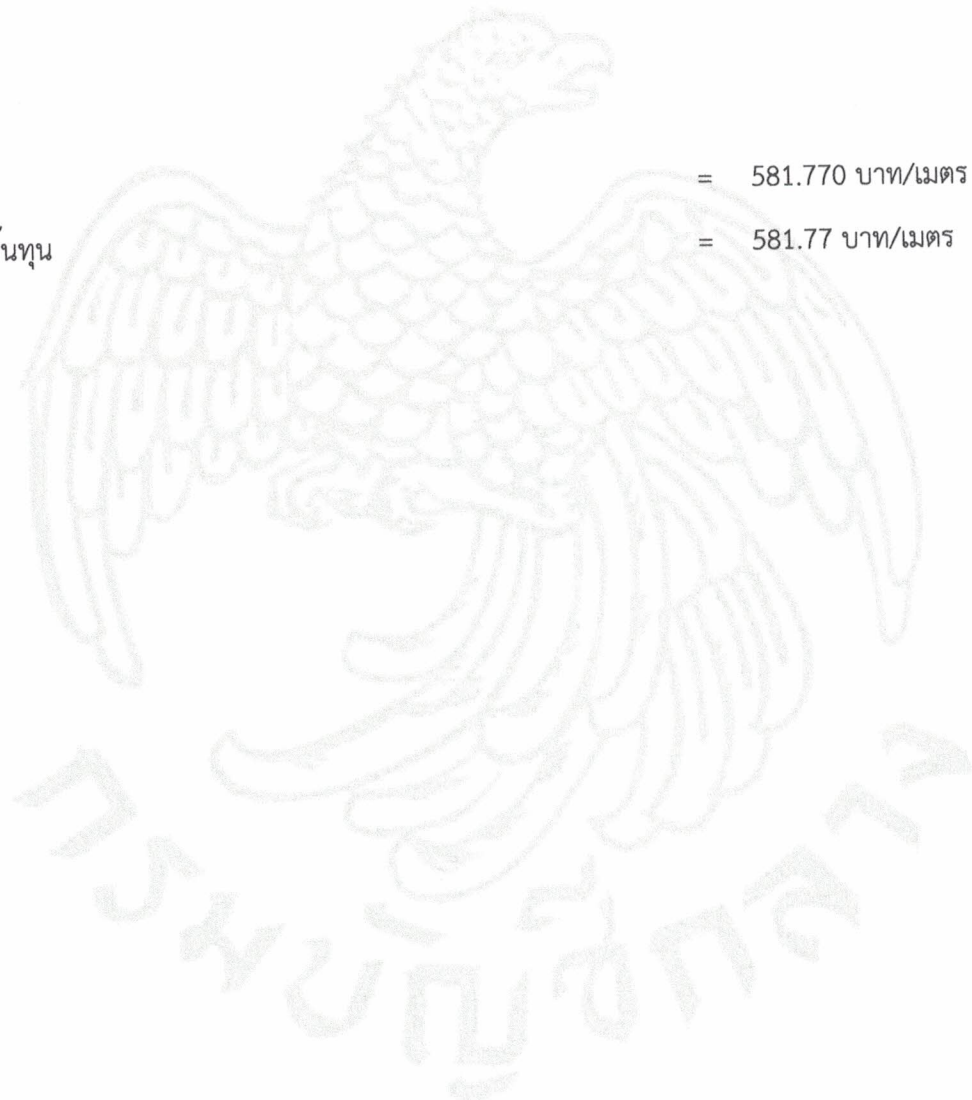 = 581.770 บาท/เมตร
นทุน = 581.77 บาท/เมตร
กรมบัญชีกลาง